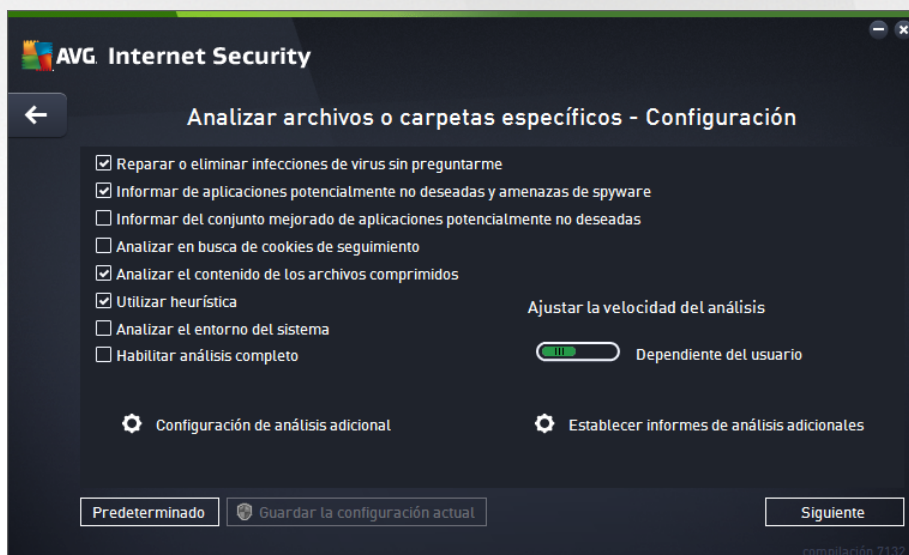 AVG. Internet Security
Analizar archivos o carpetas específicos - Configuración
Reparar o eliminar infecciones de virus sin preguntarme
Informar de aplicaciones potencialmente no deseadas y amenazas de spyware
Informar del conjunto mejorado de aplicaciones potencialmente no deseadas
Analizar en busca de cookies de seguimiento
Analizar el contenido de los archivos comprimidos
Utilizar heurística
Analizar el entorno del sistema
Habilitar análisis completo
Ajustar la velocidad del análisis
Dependiente del usuario
Configuración de análisis adicional
Establecer informes de análisis adicionales
Predeterminado
Guardar la configuración actual
Siguiente
compilación 7132